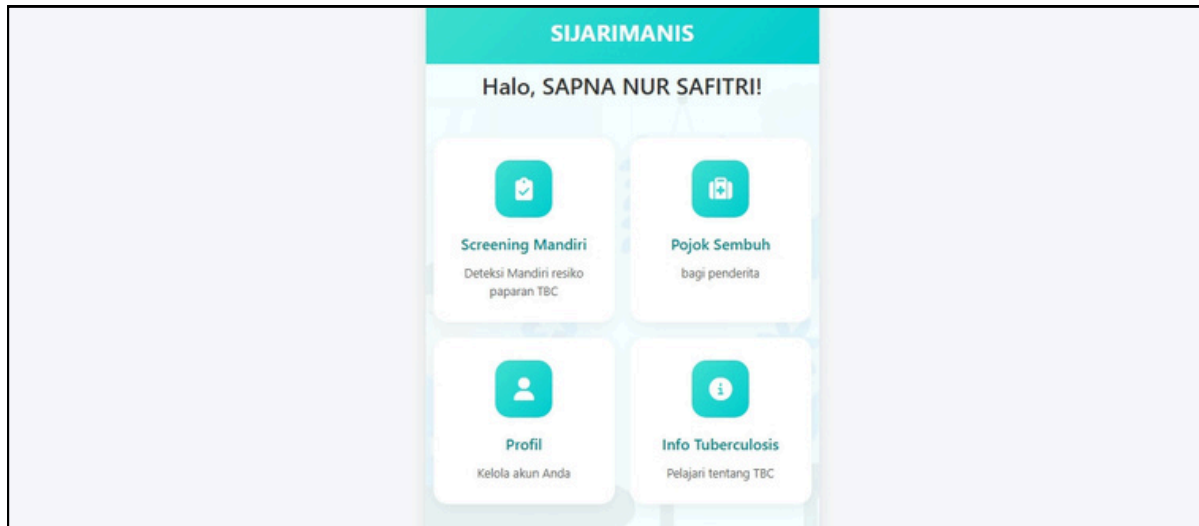 SIJARIMANIS
Halo, SAPNA NUR SAFITRI!
Screening Mandiri
Deteksi Mandiri resiko
paparan TBC
Pojok Sembuh
bagi penderita
Profil
Kelola akun Anda
Info Tuberculosis
Pelajari tentang TBC